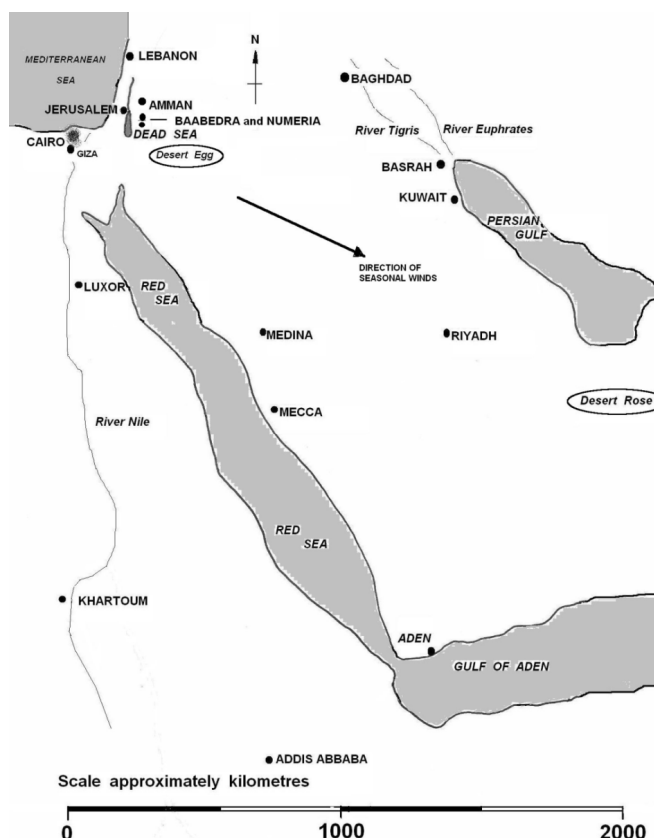 MEDITERRANEAN
SEA
LEBANON
N
BAGHDAD
JERUSALEM
AMMAN
BAABEDRA and NUMERIA
DEAD SEA
CAIRO
GIZA
Desert Egg
River Tigris
River Euphrates
BASRAH
KUWAIT
PERSIAN
GULF
DIRECTION OF
SEASONAL WINDS
LUXOR
RED
SEA
MEDINA
RIYADH
Desert Rose
MECCA
River Nile
RED
SEA
KHARTOUM
ADEN
GULF OF ADEN
ADDIS ABBABA
Scale approximately kilometres
0 1000 2000